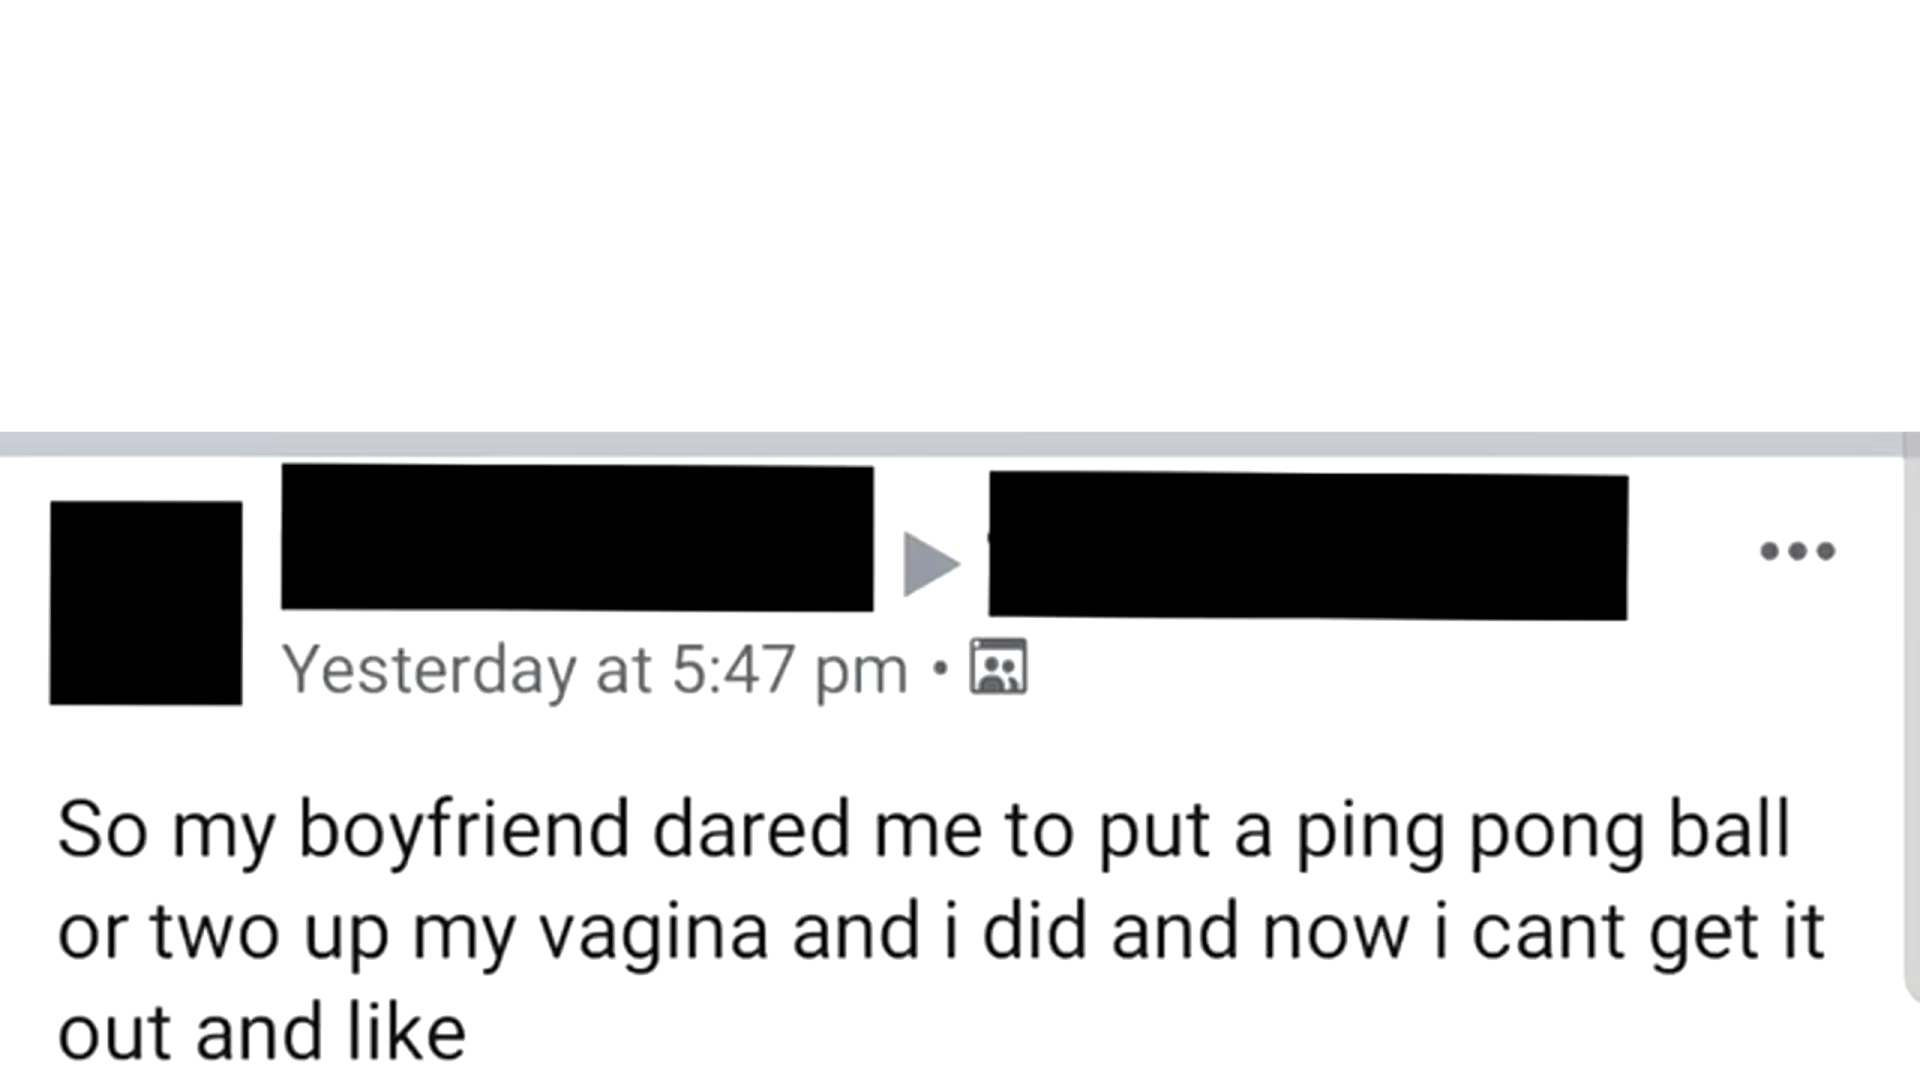 Yesterday at 5:47 pm •
So my boyfriend dared me to put a ping pong ball
or two up my vagina and i did and now i cant get it
out and like